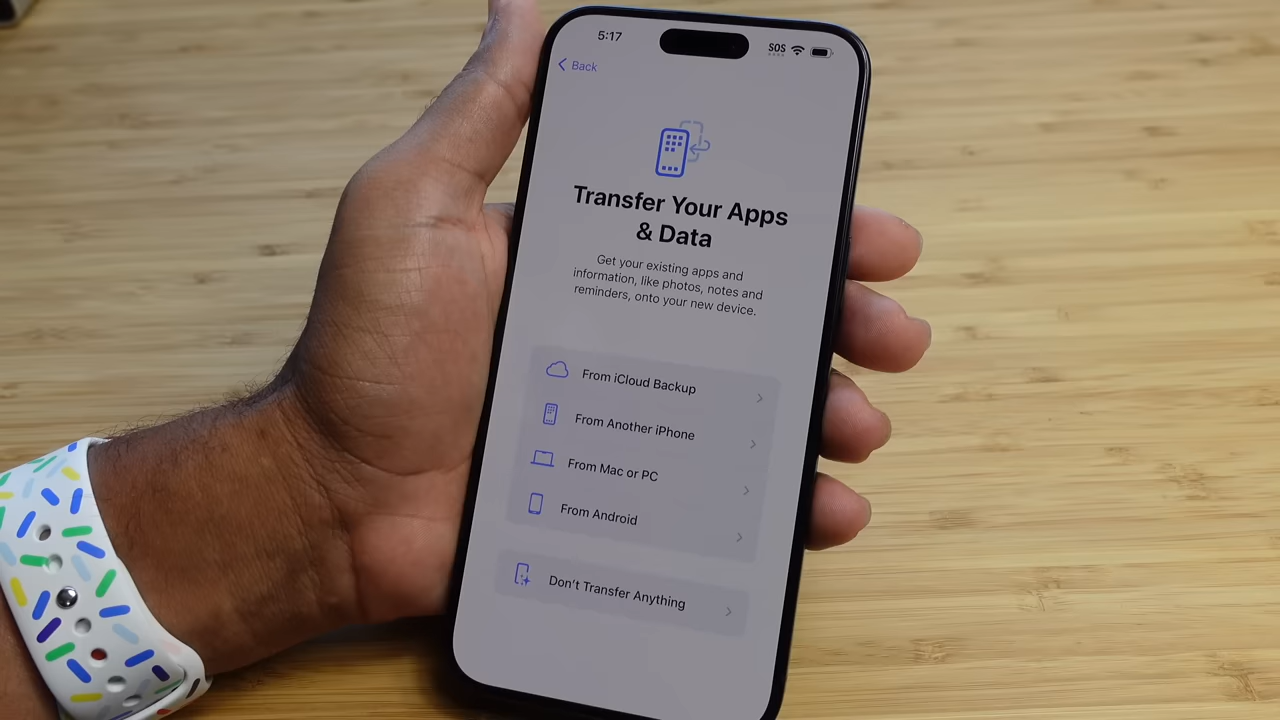 5:17
SOS
Back
Transfer Your Apps
& Data
Get your existing apps and
information, like photos, notes and
reminders, onto your new device.
From iCloud Backup
From Another iPhone
From Mac or PC
From Android
Don't Transfer Anything